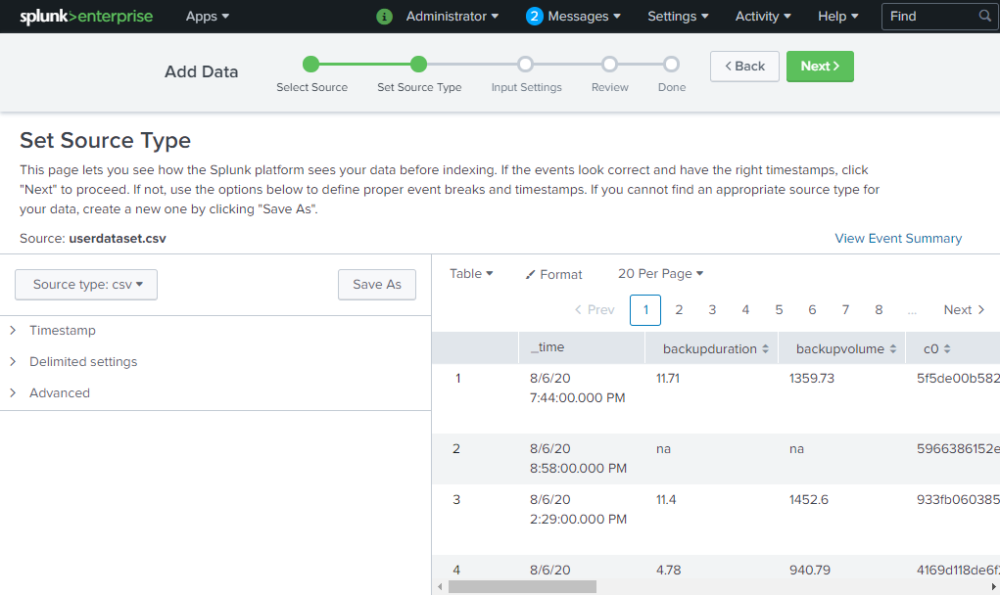 splunk>enterprise Apps Administrator 2 Messages Settings Activity Help Find
Add Data
Select Source Set Source Type Input Settings Review Done
Back Next
Set Source Type
This page lets you see how the Splunk platform sees your data before indexing. If the events look correct and have the right timestamps, click
"Next" to proceed. If not, use the options below to define proper event breaks and timestamps. If you cannot find an appropriate source type for
your data, create a new one by clicking "Save As".
Source: userdataset.csv View Event Summary
Source type: csv Save As
Timestamp
Delimited settings
Advanced
Table Format 20 Per Page
Prev 1 2 3 4 5 6 7 8 ... Next
_time backupduration backupvolume c0
1 8/6/20 11.71 1359.73 5f5de00b582
7:44:00.000 PM
2 8/6/20 na na 5966386152e
8:58:00.000 PM
3 8/6/20 11.4 1452.6 933fb060385
2:29:00.000 PM
4 8/6/20 4.78 940.79 4169d118de6f